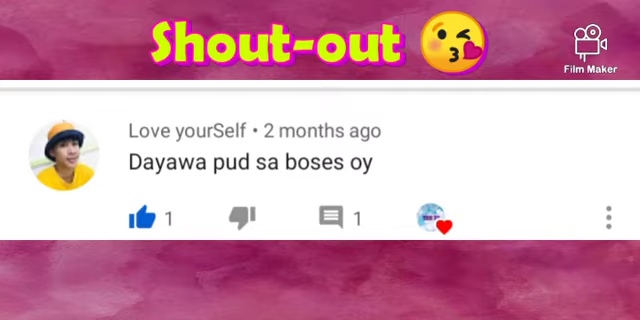 Shout-out
Film Maker
Love yourSelf • 2 months ago
Dayawa pud sa boses oy
1
1